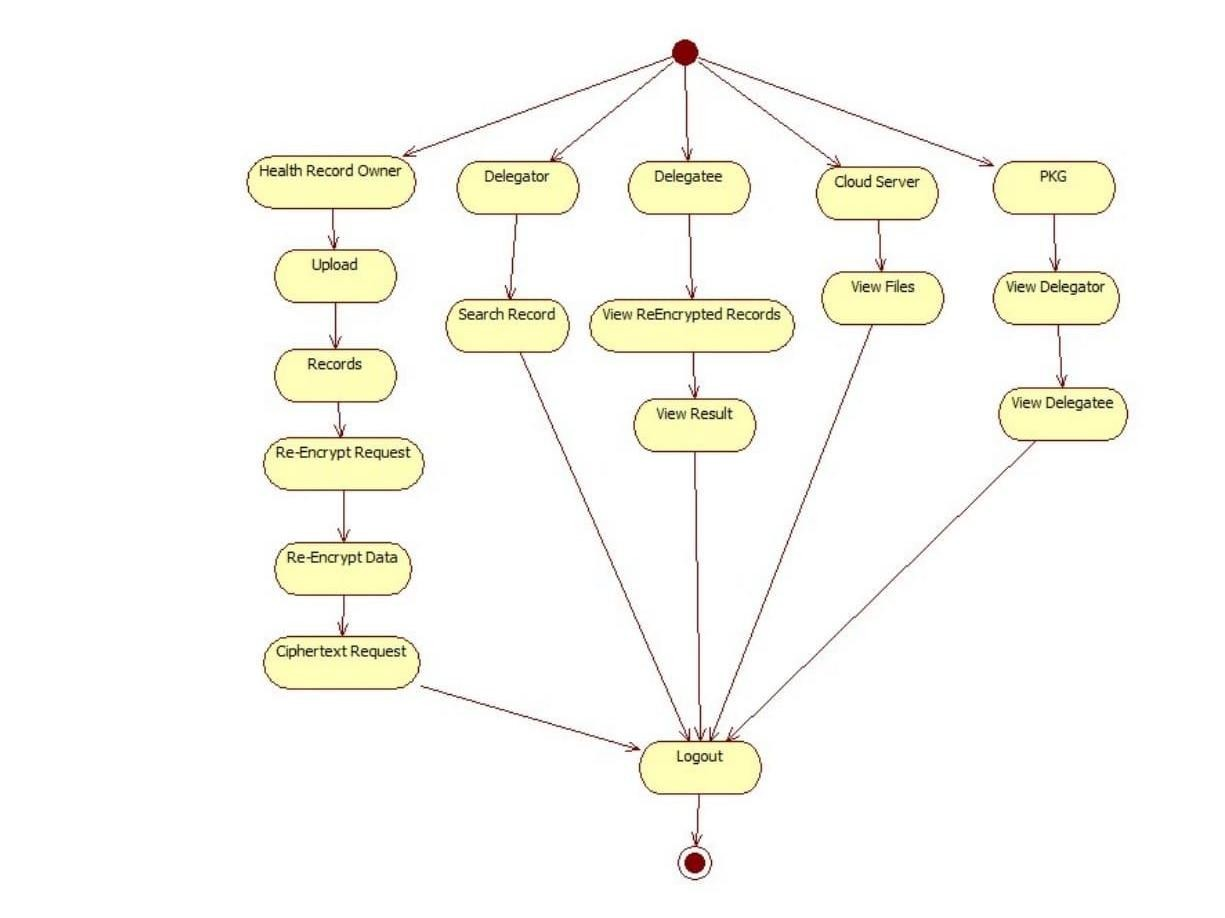 Health Record Owner
Delegator
Delegatee
Cloud Server
PKG
Upload
View Files
View Delegator
Search Record
View ReEncrypted Records
Records
View Result
View Delegatee
Re-Encrypt Request
Re-Encrypt Data
Ciphertext Request
Logout